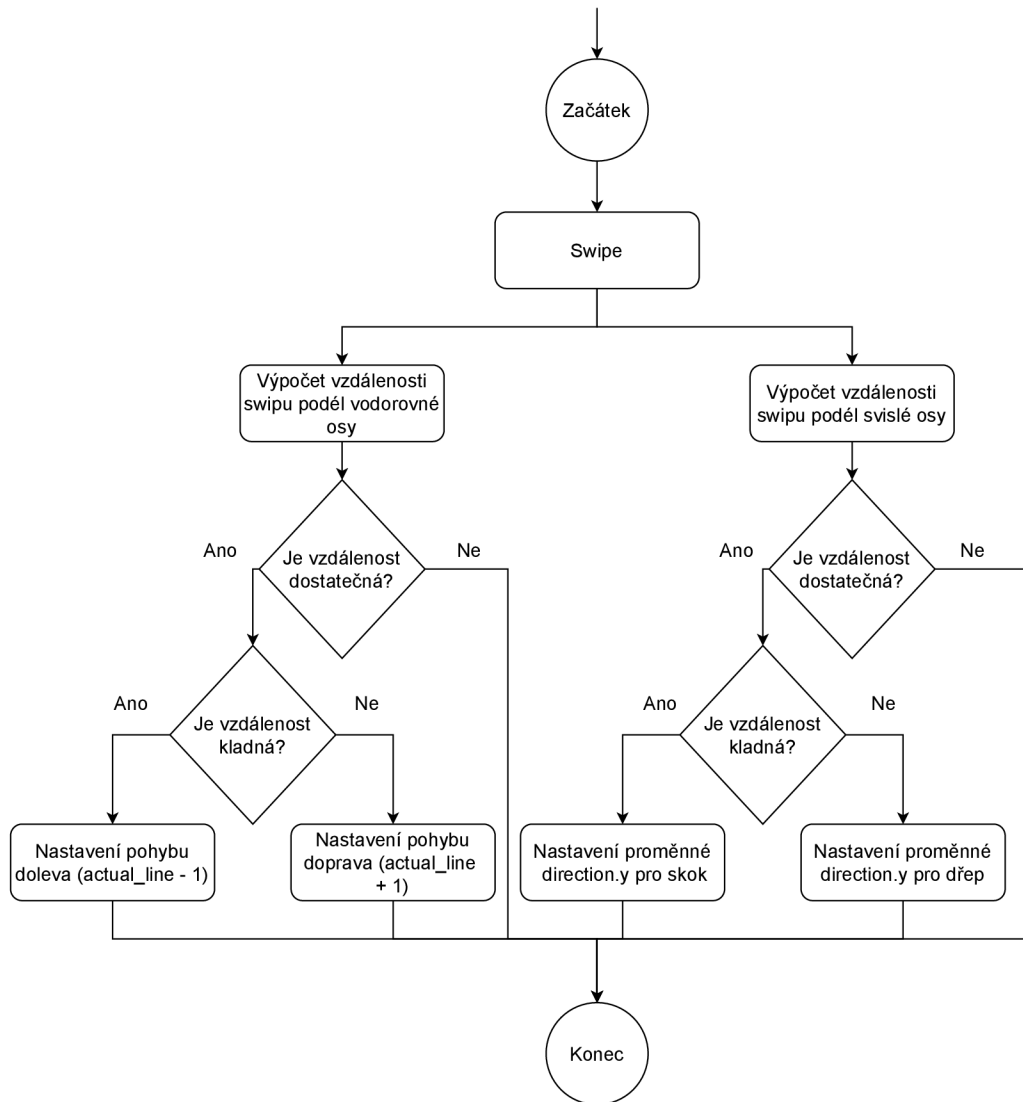 Začátek
Swipe
Výpočet vzdálenosti
swipu podél vodorovné
osy
Výpočet vzdálenosti
swipu podél svislé osy
Ano
Je vzdálenost
dostatečná?
Ne
Ano
Je vzdálenost
dostatečná?
Ne
Ano
Je vzdálenost
kladná?
Ne
Ano
Je vzdálenost
kladná?
Ne
Nastavení pohybu
doleva (actual_line - 1)
Nastavení pohybu
doprava (actual_line
+ 1)
Nastavení proměnné
direction.y pro skok
Nastavení proměnné
direction.y pro dřep
Konec